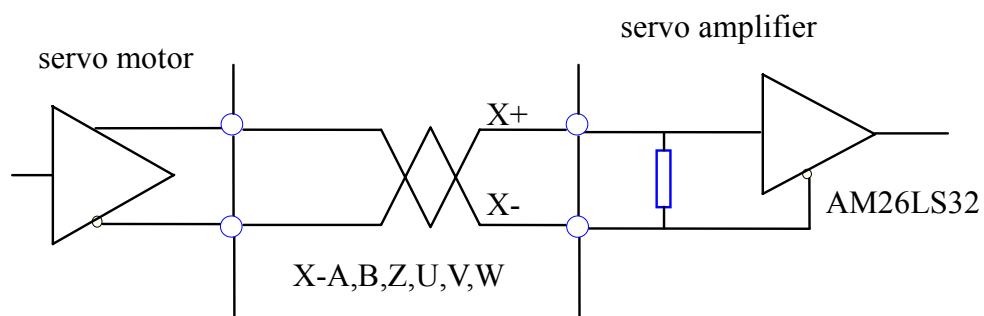 servo amplifier
servo motor
X+
X-
AM26LS32
X-A,B,Z,U,V,W